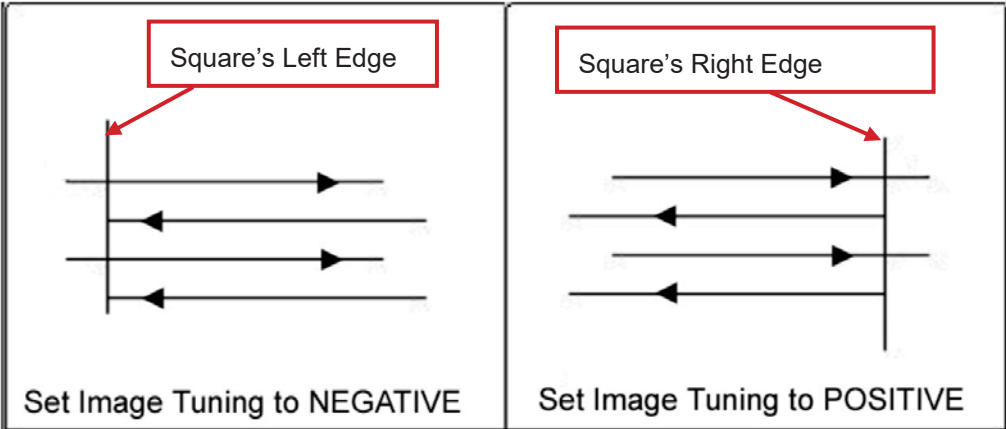 Square’s Left Edge
Square’s Right Edge
Set Image Tuning to NEGATIVE
Set Image Tuning to POSITIVE